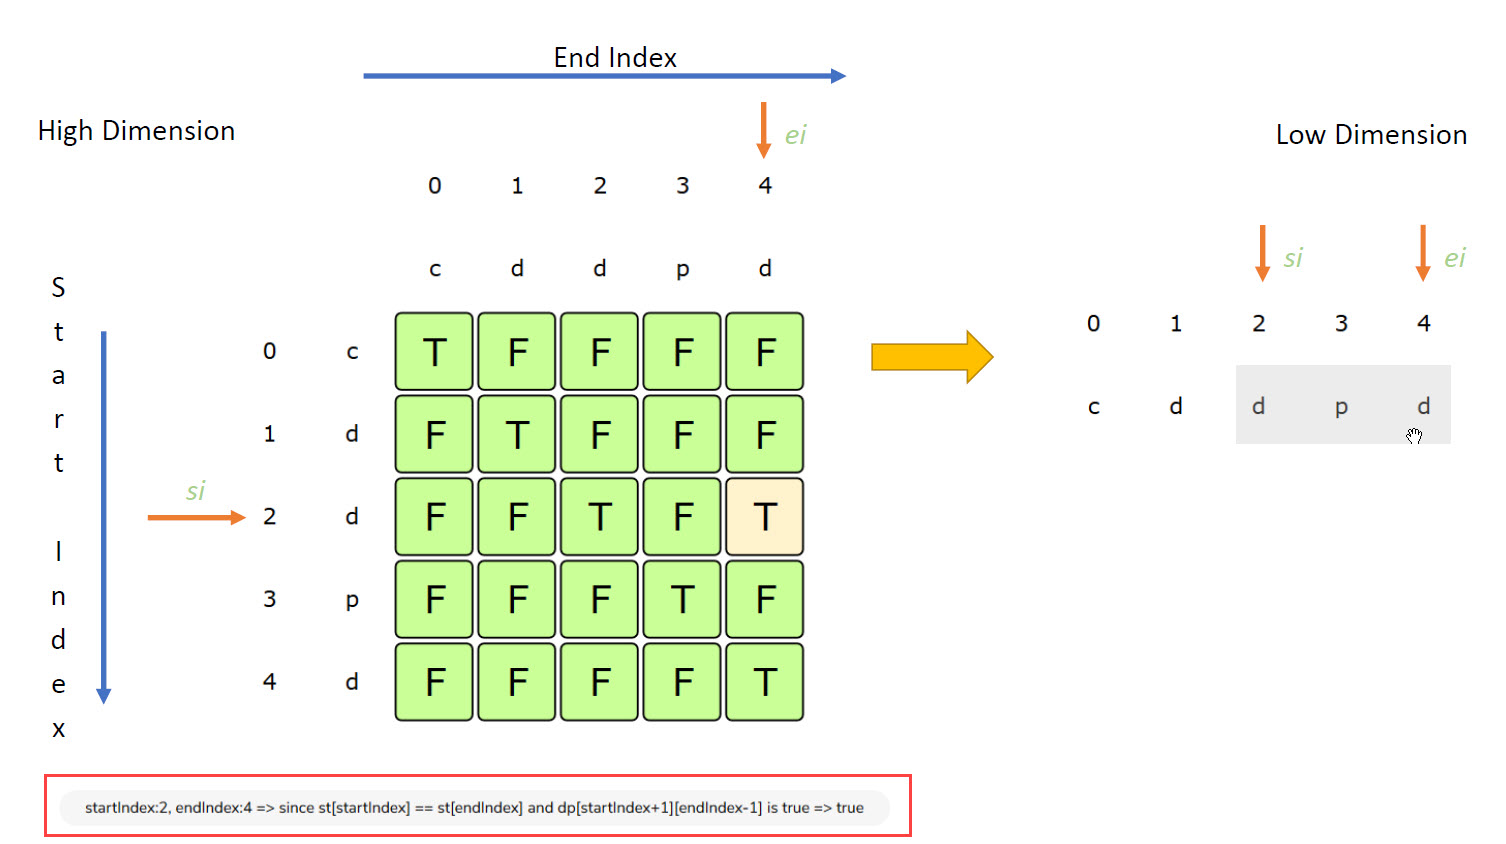 End Index
High Dimension
Low Dimension
ei
0 1 2 3 4
c d d p d
Start Index
si
0 c T F F F F
1 d F T F F F
2 d F F T F T
3 p F F F T F
4 d F F F F T
si ei
0 1 2 3 4
c d d p d
startIndex:2, endIndex:4 => since st[startIndex] == st[endIndex] and dp[startIndex+1][endIndex-1] is true => true